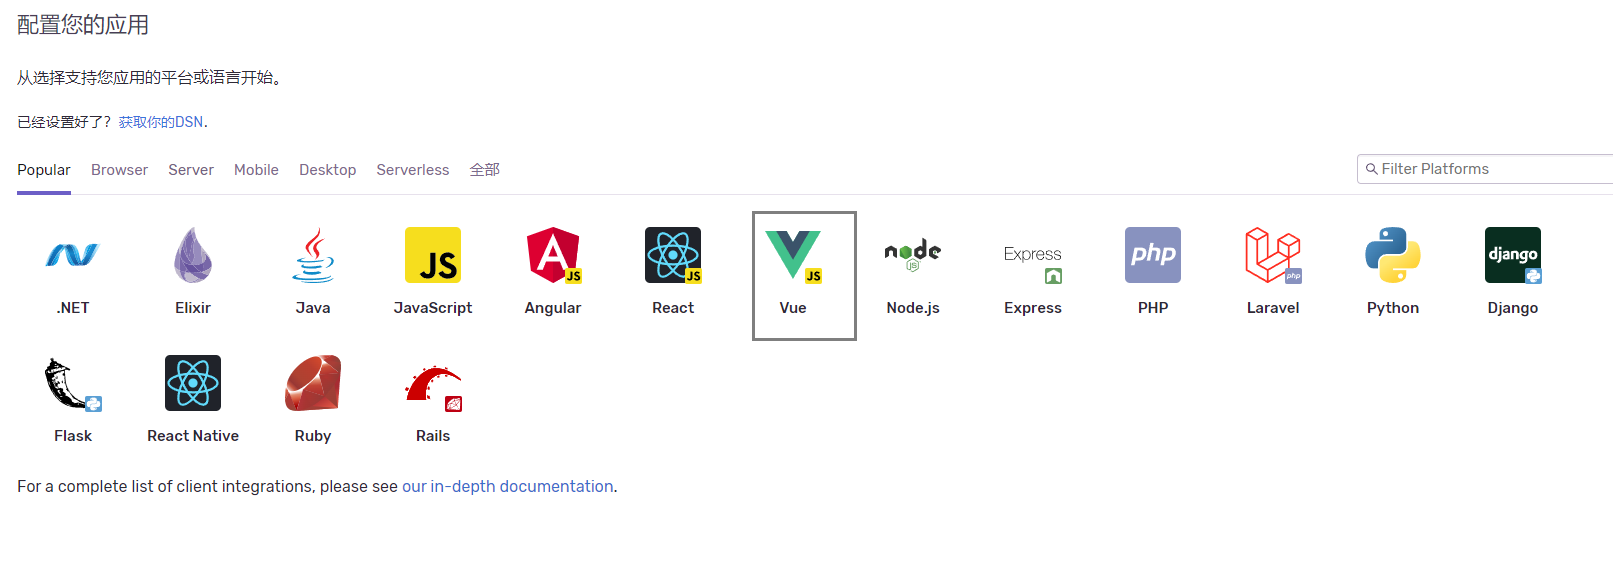 配置您的应用
从选择支持您应用的平台或语言开始。
已经设置好了？获取你的DSN.
Popular Browser Server Mobile Desktop Serverless 全部 Filter Platforms
JS JS JS JS node JS Express php php django
.NET Elixir Java JavaScript Angular React Vue Node.js Express PHP Laravel Python Django
Flask React Native Ruby Rails
For a complete list of client integrations, please see our in-depth documentation.